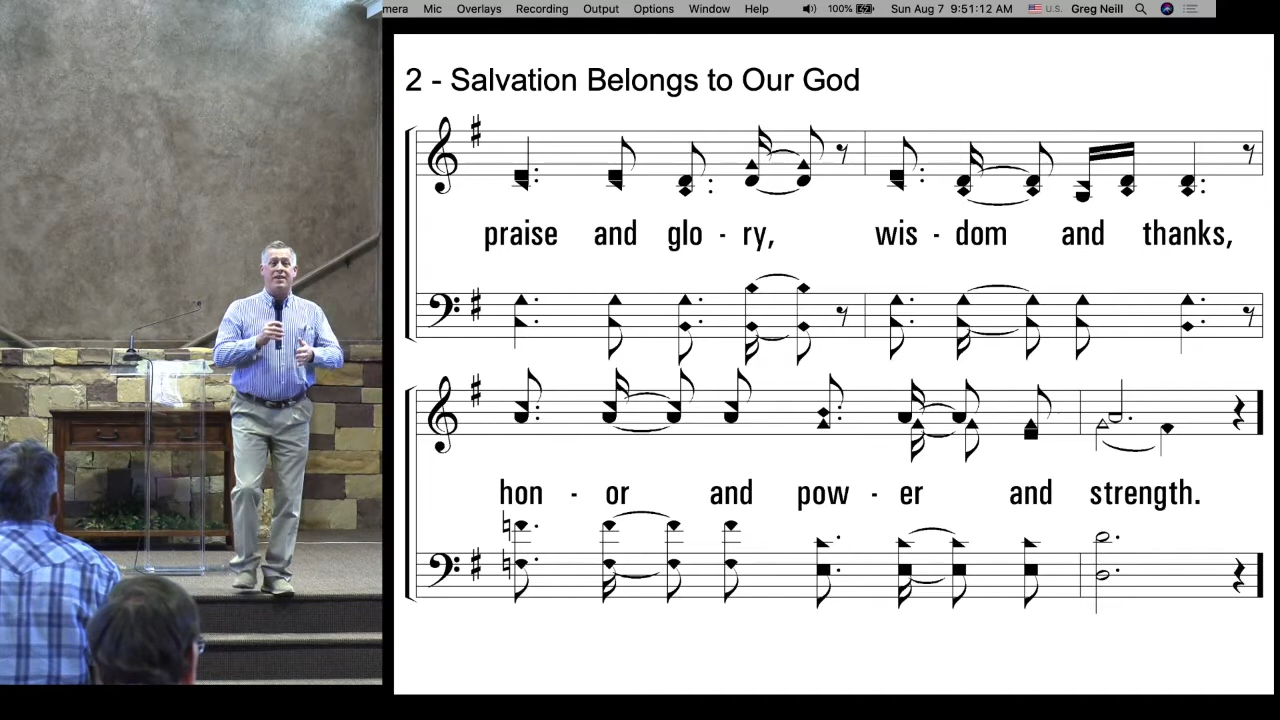 mera Mic Overlays Recording Output Options Window Help 100% Sun Aug 7 9:51:12 AM U.S. Greg Neill
2 - Salvation Belongs to Our God
praise and glo - ry, wis - dom and thanks,
hon - or and pow - er and strength.